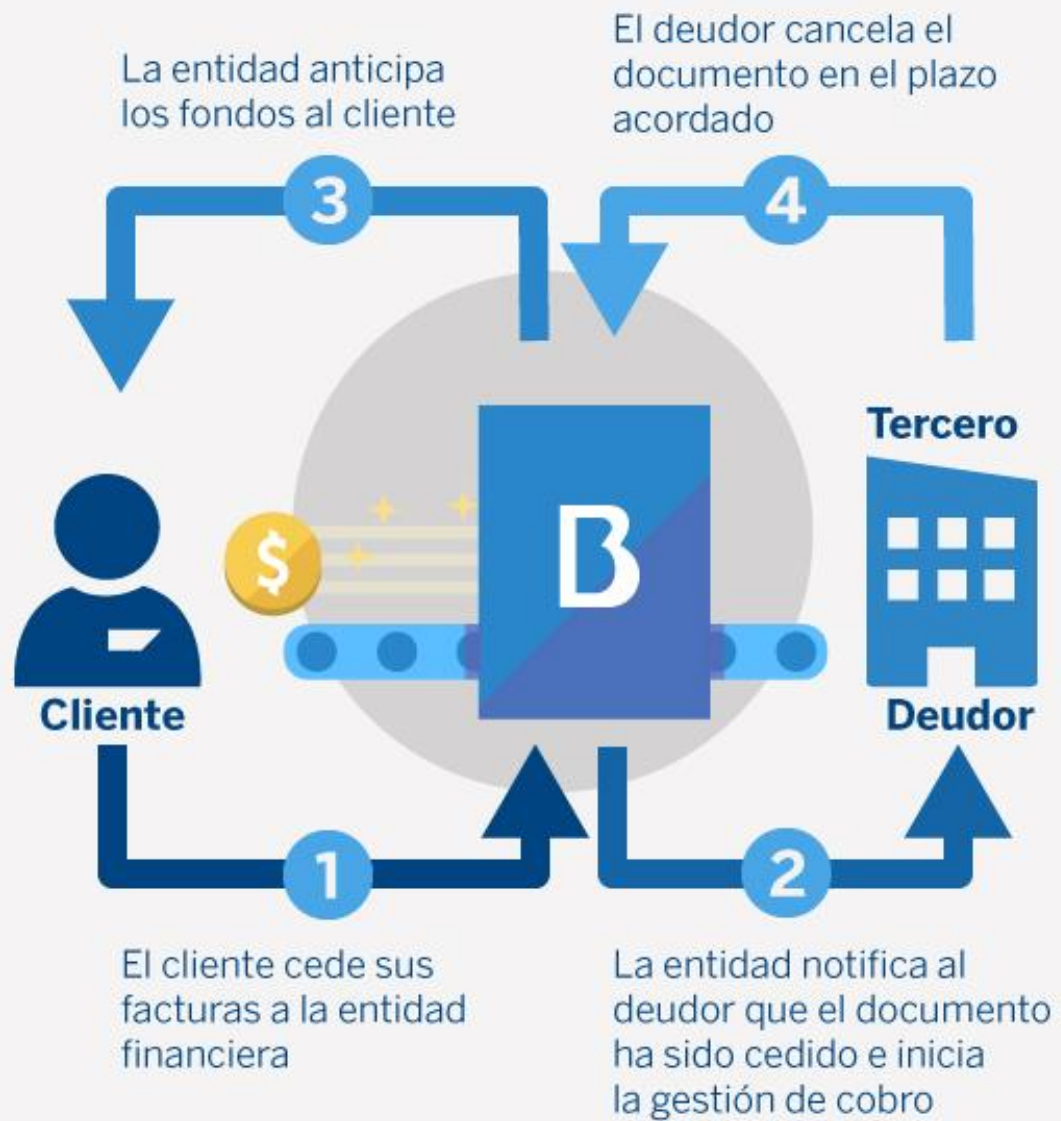 La entidad anticipa
los fondos al cliente
El deudor cancela el
documento en el plazo
acordado
3
4
$
B
Tercero
Cliente
Deudor
1
2
El cliente cede sus
facturas a la entidad
financiera
La entidad notifica al
deudor que el documento
ha sido cedido e inicia
la gestión de cobro